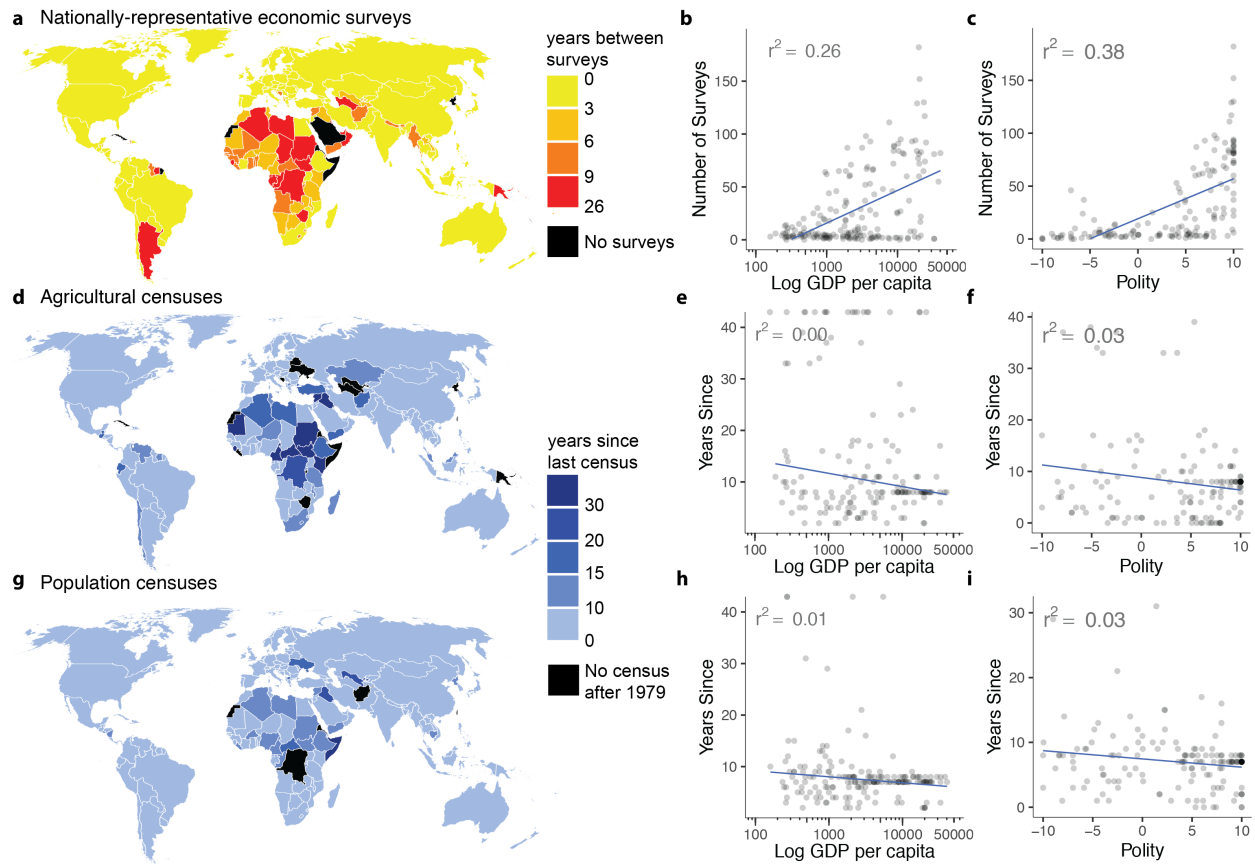 a Nationally-representative economic surveys
years between
surveys
0
3
6
9
26
No surveys
b
r² = 0.26
Number of Surveys
150
100
50
0
100 1000 10000 50000
Log GDP per capita
c
r² = 0.38
Number of Surveys
150
100
50
0
−10 −5 0 5 10
Polity
d Agricultural censuses
years since
last census
30
20
15
10
0
No census
after 1979
e
r² = 0.00
Years Since
40
30
20
10
100 1000 10000 50000
Log GDP per capita
f
r² = 0.03
Years Since
40
30
20
10
0
−10 −5 0 5 10
Polity
g Population censuses
h
r² = 0.01
Years Since
40
30
20
10
100 1000 10000 50000
Log GDP per capita
i
r² = 0.03
Years Since
30
20
10
0
−10 −5 0 5 10
Polity